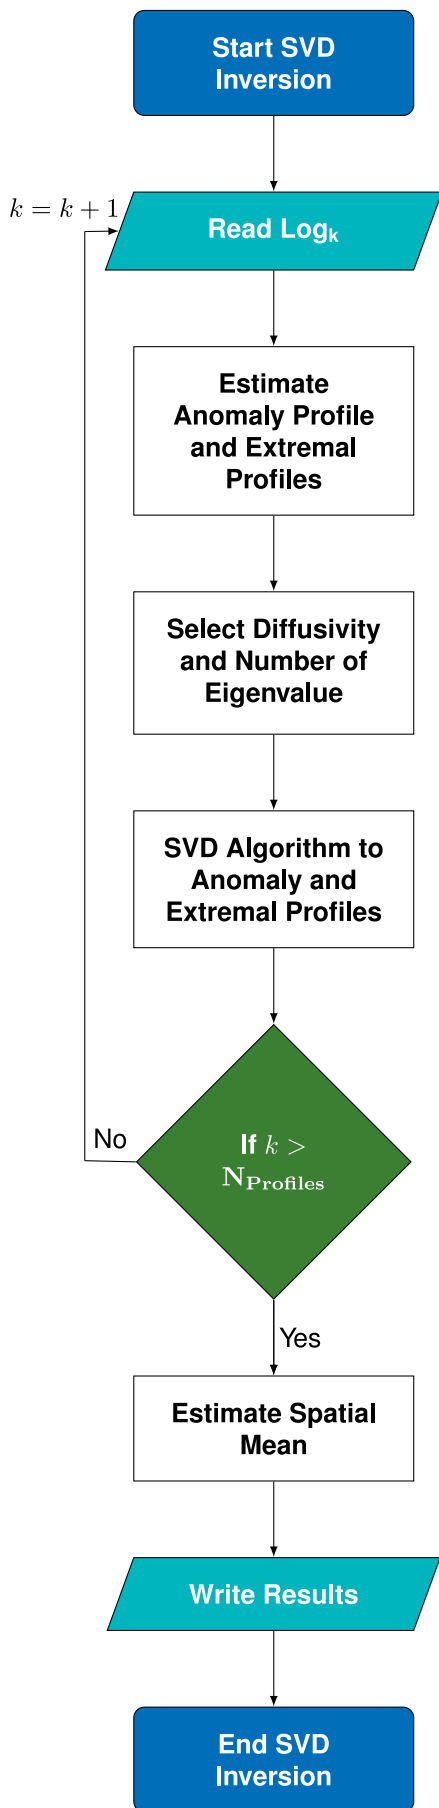 Start SVD
Inversion
k = k + 1
Read Logk
Estimate
Anomaly Profile
and Extremal
Profiles
Select Diffusivity
and Number of
Eigenvalue
SVD Algorithm to
Anomaly and
Extremal Profiles
No
If k >
NProfiles
Yes
Estimate Spatial
Mean
Write Results
End SVD
Inversion